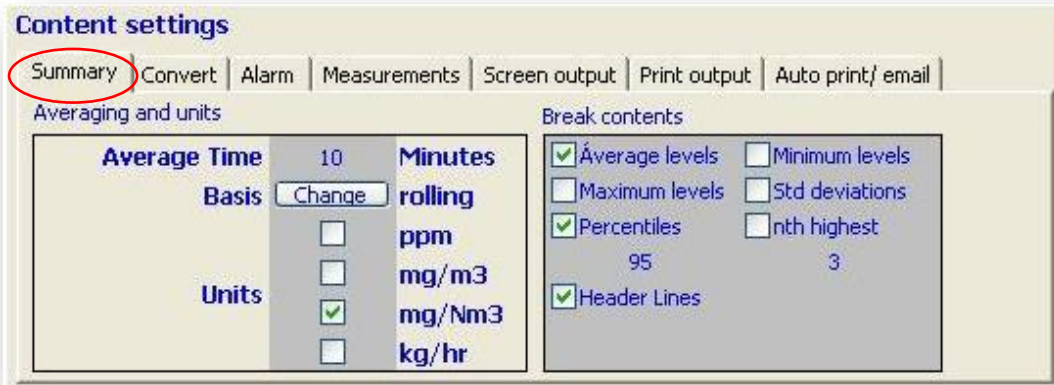 Content settings
Summary Convert Alarm Measurements Screen output Print output Auto print/ email
Averaging and units
Average Time 10 Minutes
Basis Change rolling
ppm
mg/m3
Units
mg/Nm3
kg/hr
Break contents
Áverage levels Minimum levels
Maximum levels Std deviations
Percentiles nth highest
95 3
Header Lines